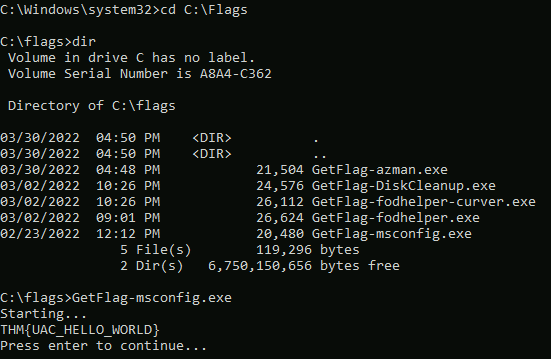 C:\Windows\system32>cd C:\Flags
C:\flags>dir
 Volume in drive C has no label.
 Volume Serial Number is A8A4-C362
 Directory of C:\flags
03/30/2022  04:50 PM    <DIR>          .
03/30/2022  04:50 PM    <DIR>          ..
03/30/2022  04:48 PM            21,504 GetFlag-azman.exe
03/02/2022  10:26 PM            24,576 GetFlag-DiskCleanup.exe
03/02/2022  10:26 PM            26,112 GetFlag-fodhelper-curver.exe
03/02/2022  09:01 PM            26,624 GetFlag-fodhelper.exe
02/23/2022  12:12 PM            20,480 GetFlag-msconfig.exe
               5 File(s)        119,296 bytes
               2 Dir(s)   6,750,150,656 bytes free
C:\flags>GetFlag-msconfig.exe
Starting...
THM{UAC_HELLO_WORLD}
Press enter to continue...